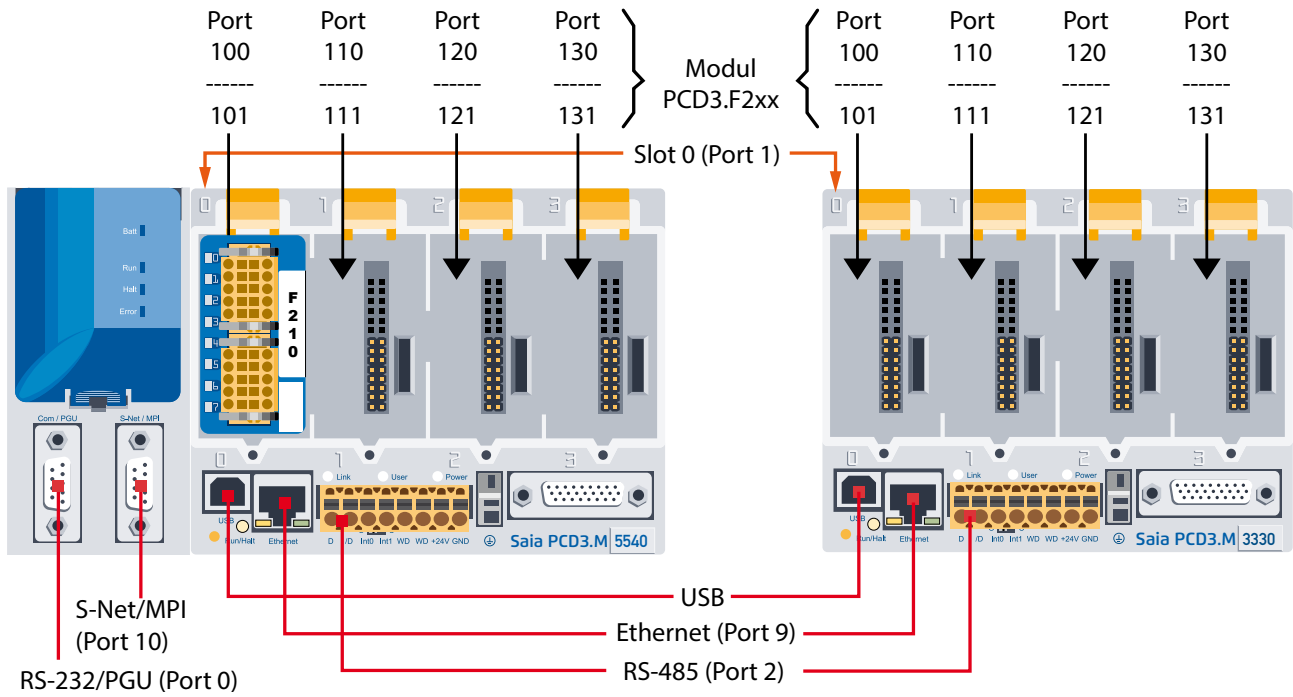 Port Port Port Port Port Port Port Port
100 110 120 130 100 110 120 130
------ ------ ------ ------ ------ ------ ------ ------
101 111 121 131 101 111 121 131
Modul
PCD3.F2xx
Slot 0 (Port 1)
0 1 2 3 0 1 2 3
Batt
Run
Halt
Error
0
1
2
3
4
5
6
7
F
2
1
0
Com / PGU S-Net / MPI
0 1 2 3 0 1 2 3
Link User Power Link User Power
USB USB
Run/Halt Ethernet D /D Int0 Int1 WD WD +24V GND Saia PCD3.M 5540
Run/Halt Ethernet D /D Int0 Int1 WD WD +24V GND Saia PCD3.M 3330
USB
S-Net/MPI
(Port 10)
Ethernet (Port 9)
RS-485 (Port 2)
RS-232/PGU (Port 0)